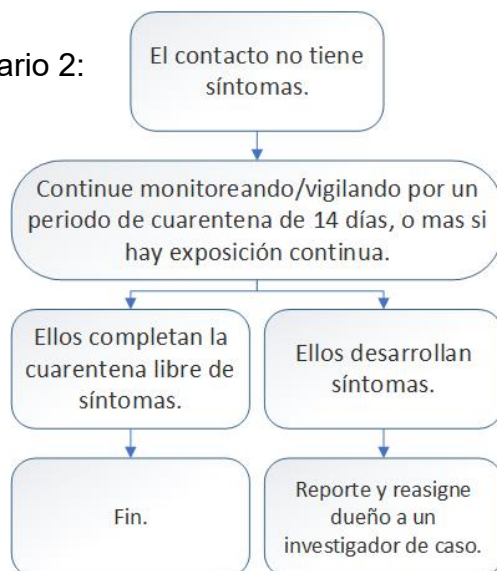 ario 2:
El contacto no tiene
síntomas.
Continue monitoreando/vigilando por un
periodo de cuarentena de 14 días, o mas si
hay exposición continua.
Ellos completan la
cuarentena libre de
síntomas.
Ellos desarrollan
síntomas.
Fin.
Reporte y reasigne
dueño a un
investigador de caso.